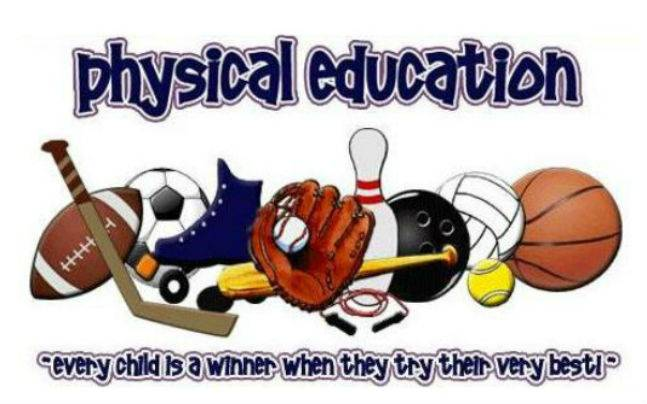 physical education
~every child is a winner when they try their very best! ~